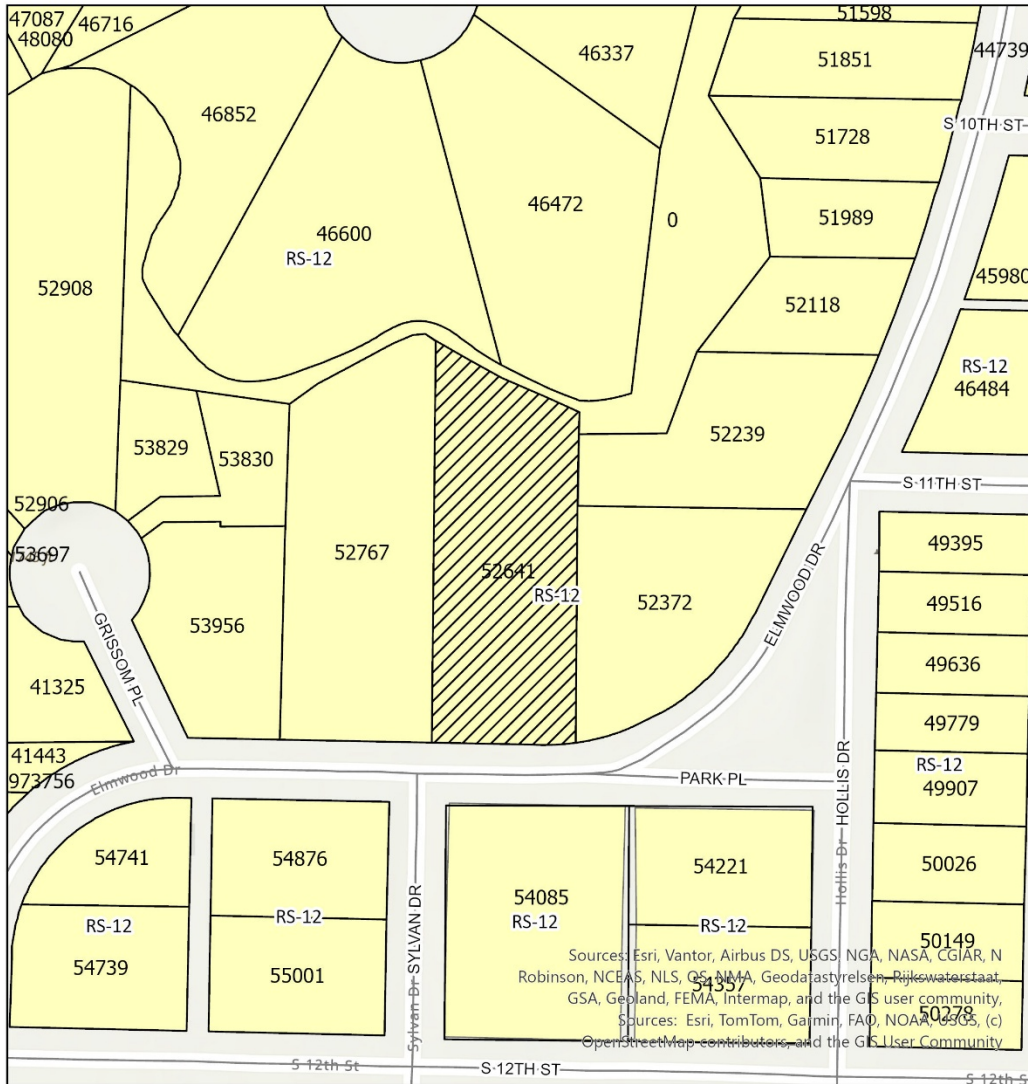 47087
46716
51598
48080
46337
51851
44739
46852
S 10TH ST
51728
46472
51989
46600
0
RS-12
45980
52908
52118
RS-12
46484
52239
53829
53830
S 11TH ST
52906
49395
53697
52767
52641
RS-12
52372
ELMWOOD DR
49516
53956
GRISSOM PL
49636
41325
49779
41443
973756
Elmwood Dr
PARK PL
HOLLIS DR
RS-12
49907
54741
54876
54221
50026
Hollis Dr
54085
RS-12
RS-12
RS-12
RS-12
SYLVAN DR
50149
54739
55001
54357
50278
Sylvan Dr
Sources: Esri, Vantor, Airbus DS, USGS, NGA, NASA, CGIAR, N
Robinson, NCEAS, NLS, OS, NMA, Geodatastyrelsen, Rijkswaterstaat,
GSA, Geoland, FEMA, Intermap, and the GIS user community,
Sources: Esri, TomTom, Garmin, FAO, NOAA, USGS, (c)
OpenStreetMap contributors, and the GIS User Community
S 12th St
S 12TH ST
S 12th S